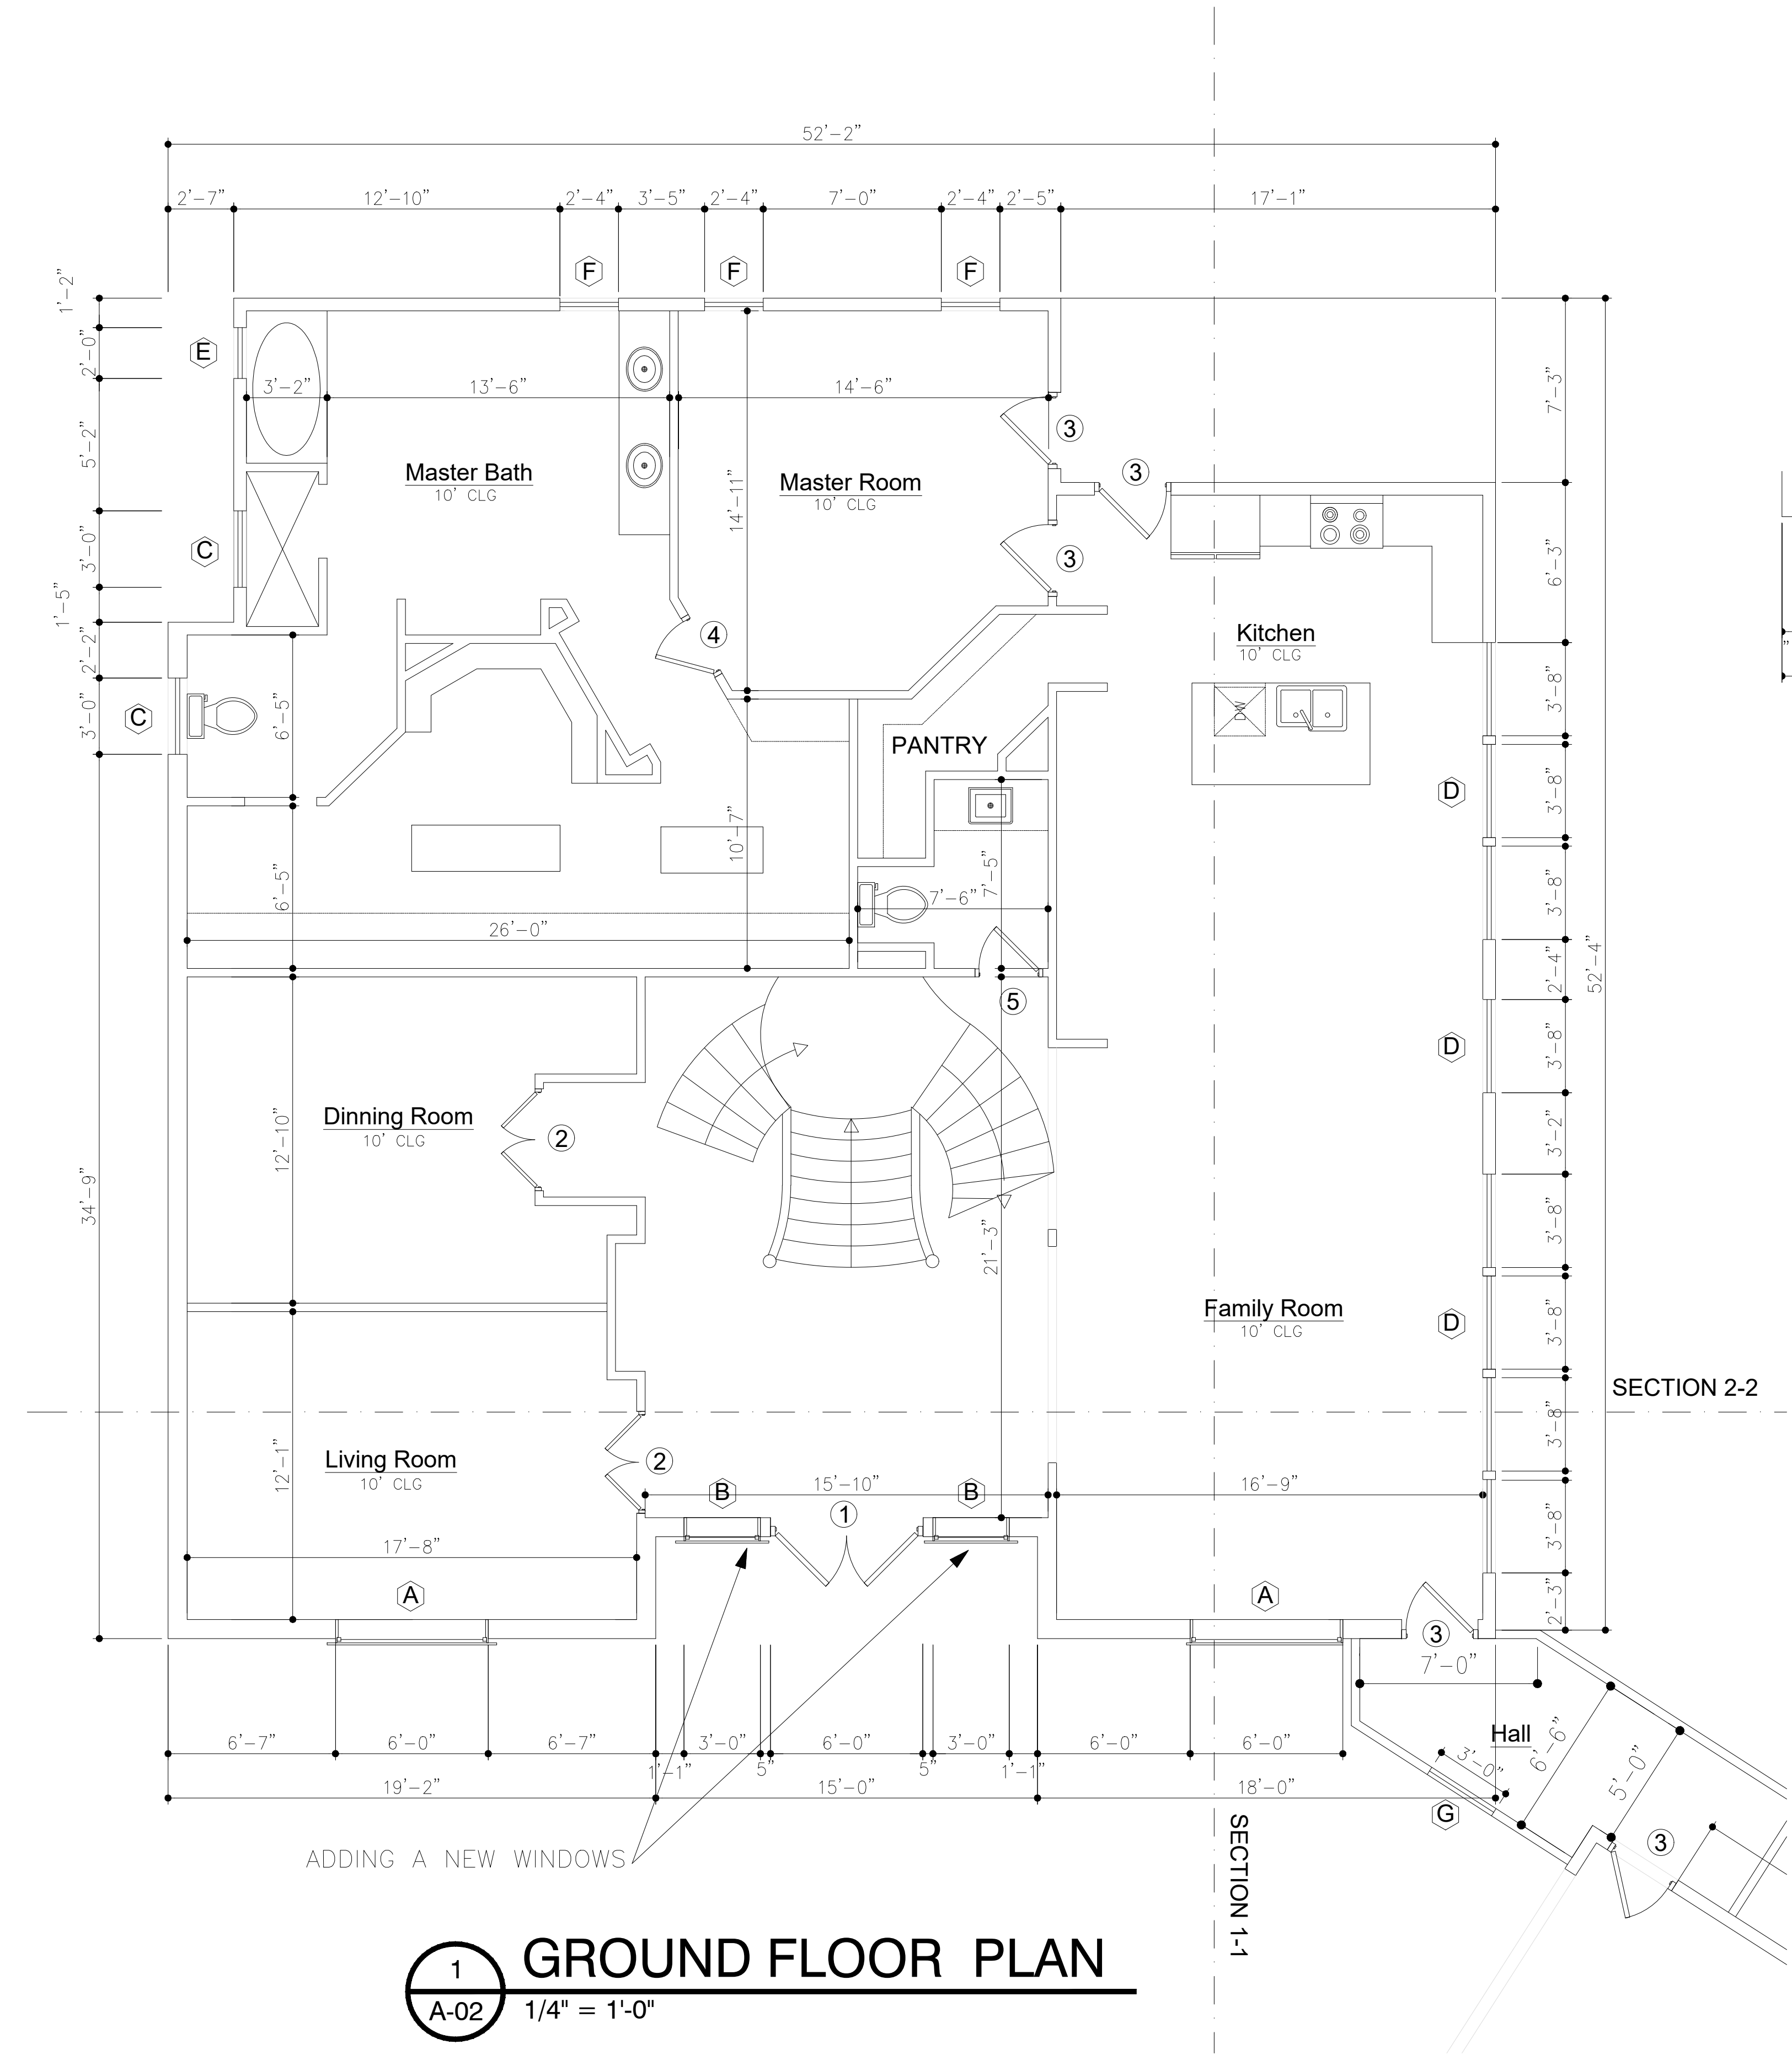 52'-2"
2'-7" 12'-10" 2'-4" 3'-5" 2'-4" 7'-0" 2'-4" 2'-5" 17'-1"
F F F
1'-2"
2'-0"
5'-2"
3'-0"
1'-5"
2'-2"
3'-0"
34'-9"
E
C
C
3'-2" 13'-6" 14'-6"
Master Bath
10' CLG
Master Room
10' CLG
14'-11"
3
3
3
4
Kitchen
10' CLG
DW
PANTRY
6'-5"
6'-5"
10'-7"
7'-5"
7'-6"
26'-0"
5
7'-3"
6'-3"
3'-8"
3'-8"
3'-8"
2'-4"
3'-8"
3'-2"
3'-8"
3'-8"
3'-8"
3'-8"
2'-3"
52'-4"
"
D
D
D
Dinning Room
10' CLG
12'-10"
2
21'-3"
Family Room
10' CLG
SECTION 2-2
Living Room
10' CLG
12'-1"
2
B 15'-10" B 16'-9"
1
17'-8"
A A
3
7'-0"
Hall
6'-6"
3'-0"
5'-0"
G
3
6'-7" 6'-0" 6'-7" 1'-1" 3'-0" 5" 6'-0" 5" 3'-0" 1'-1" 6'-0" 6'-0"
19'-2" 15'-0" 18'-0"
ADDING A NEW WINDOWS
SECTION 1-1
1
A-02
GROUND FLOOR PLAN
1/4" = 1'-0"